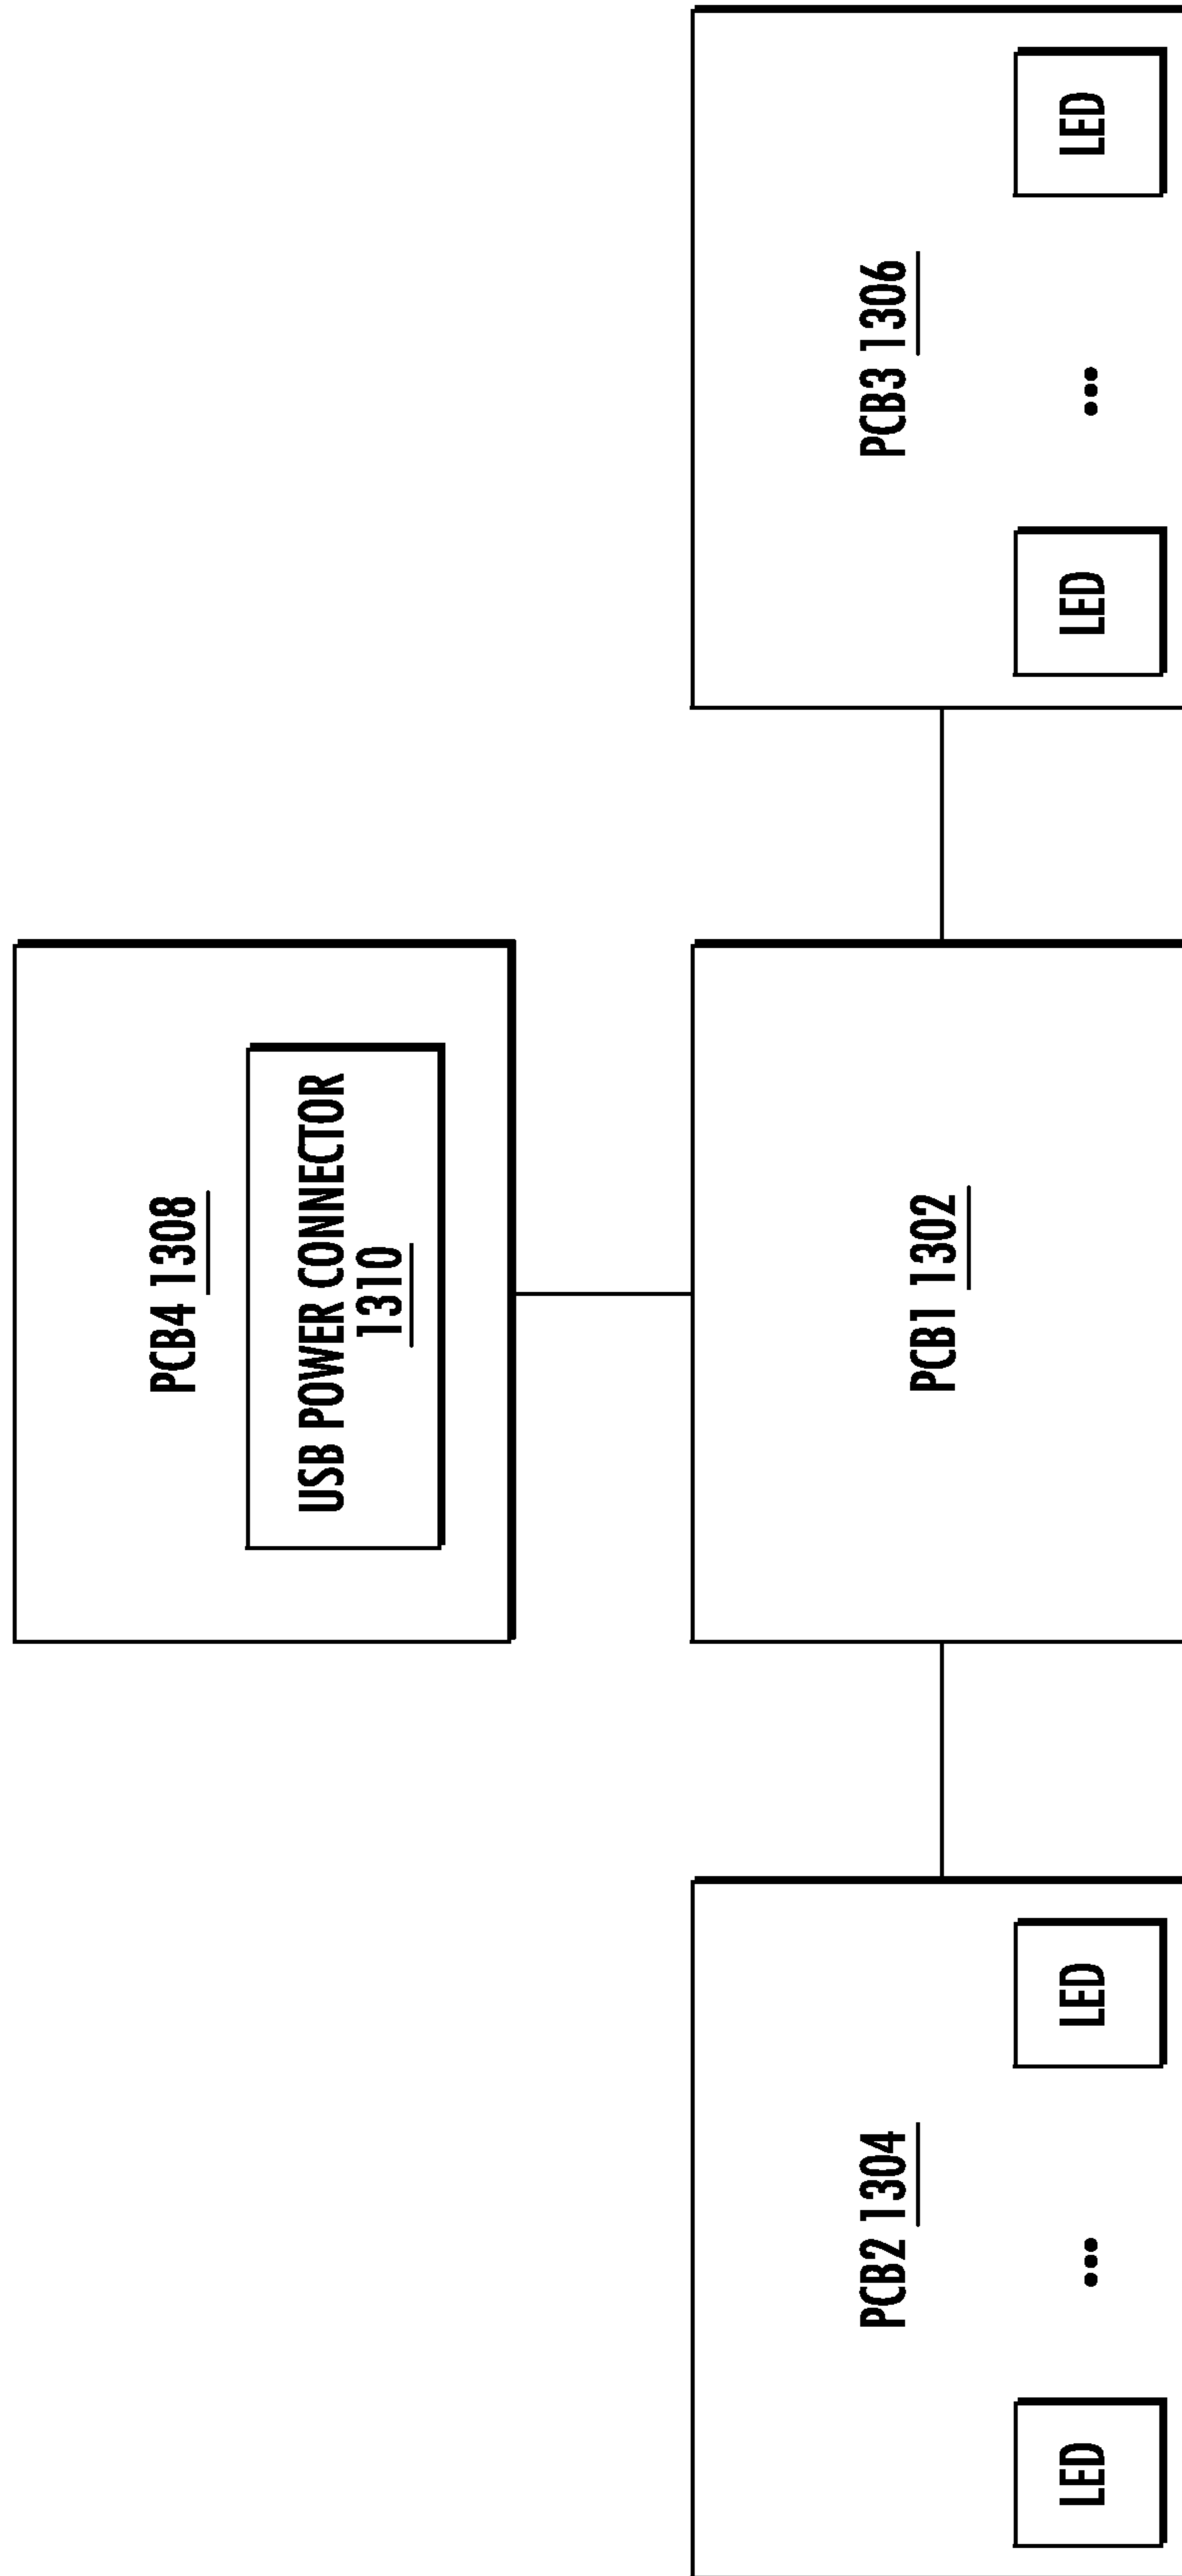 PCB4 1308
USB POWER CONNECTOR
1310
PCB2 1304
LED
...
LED
PCB1 1302
PCB3 1306
LED
...
LED